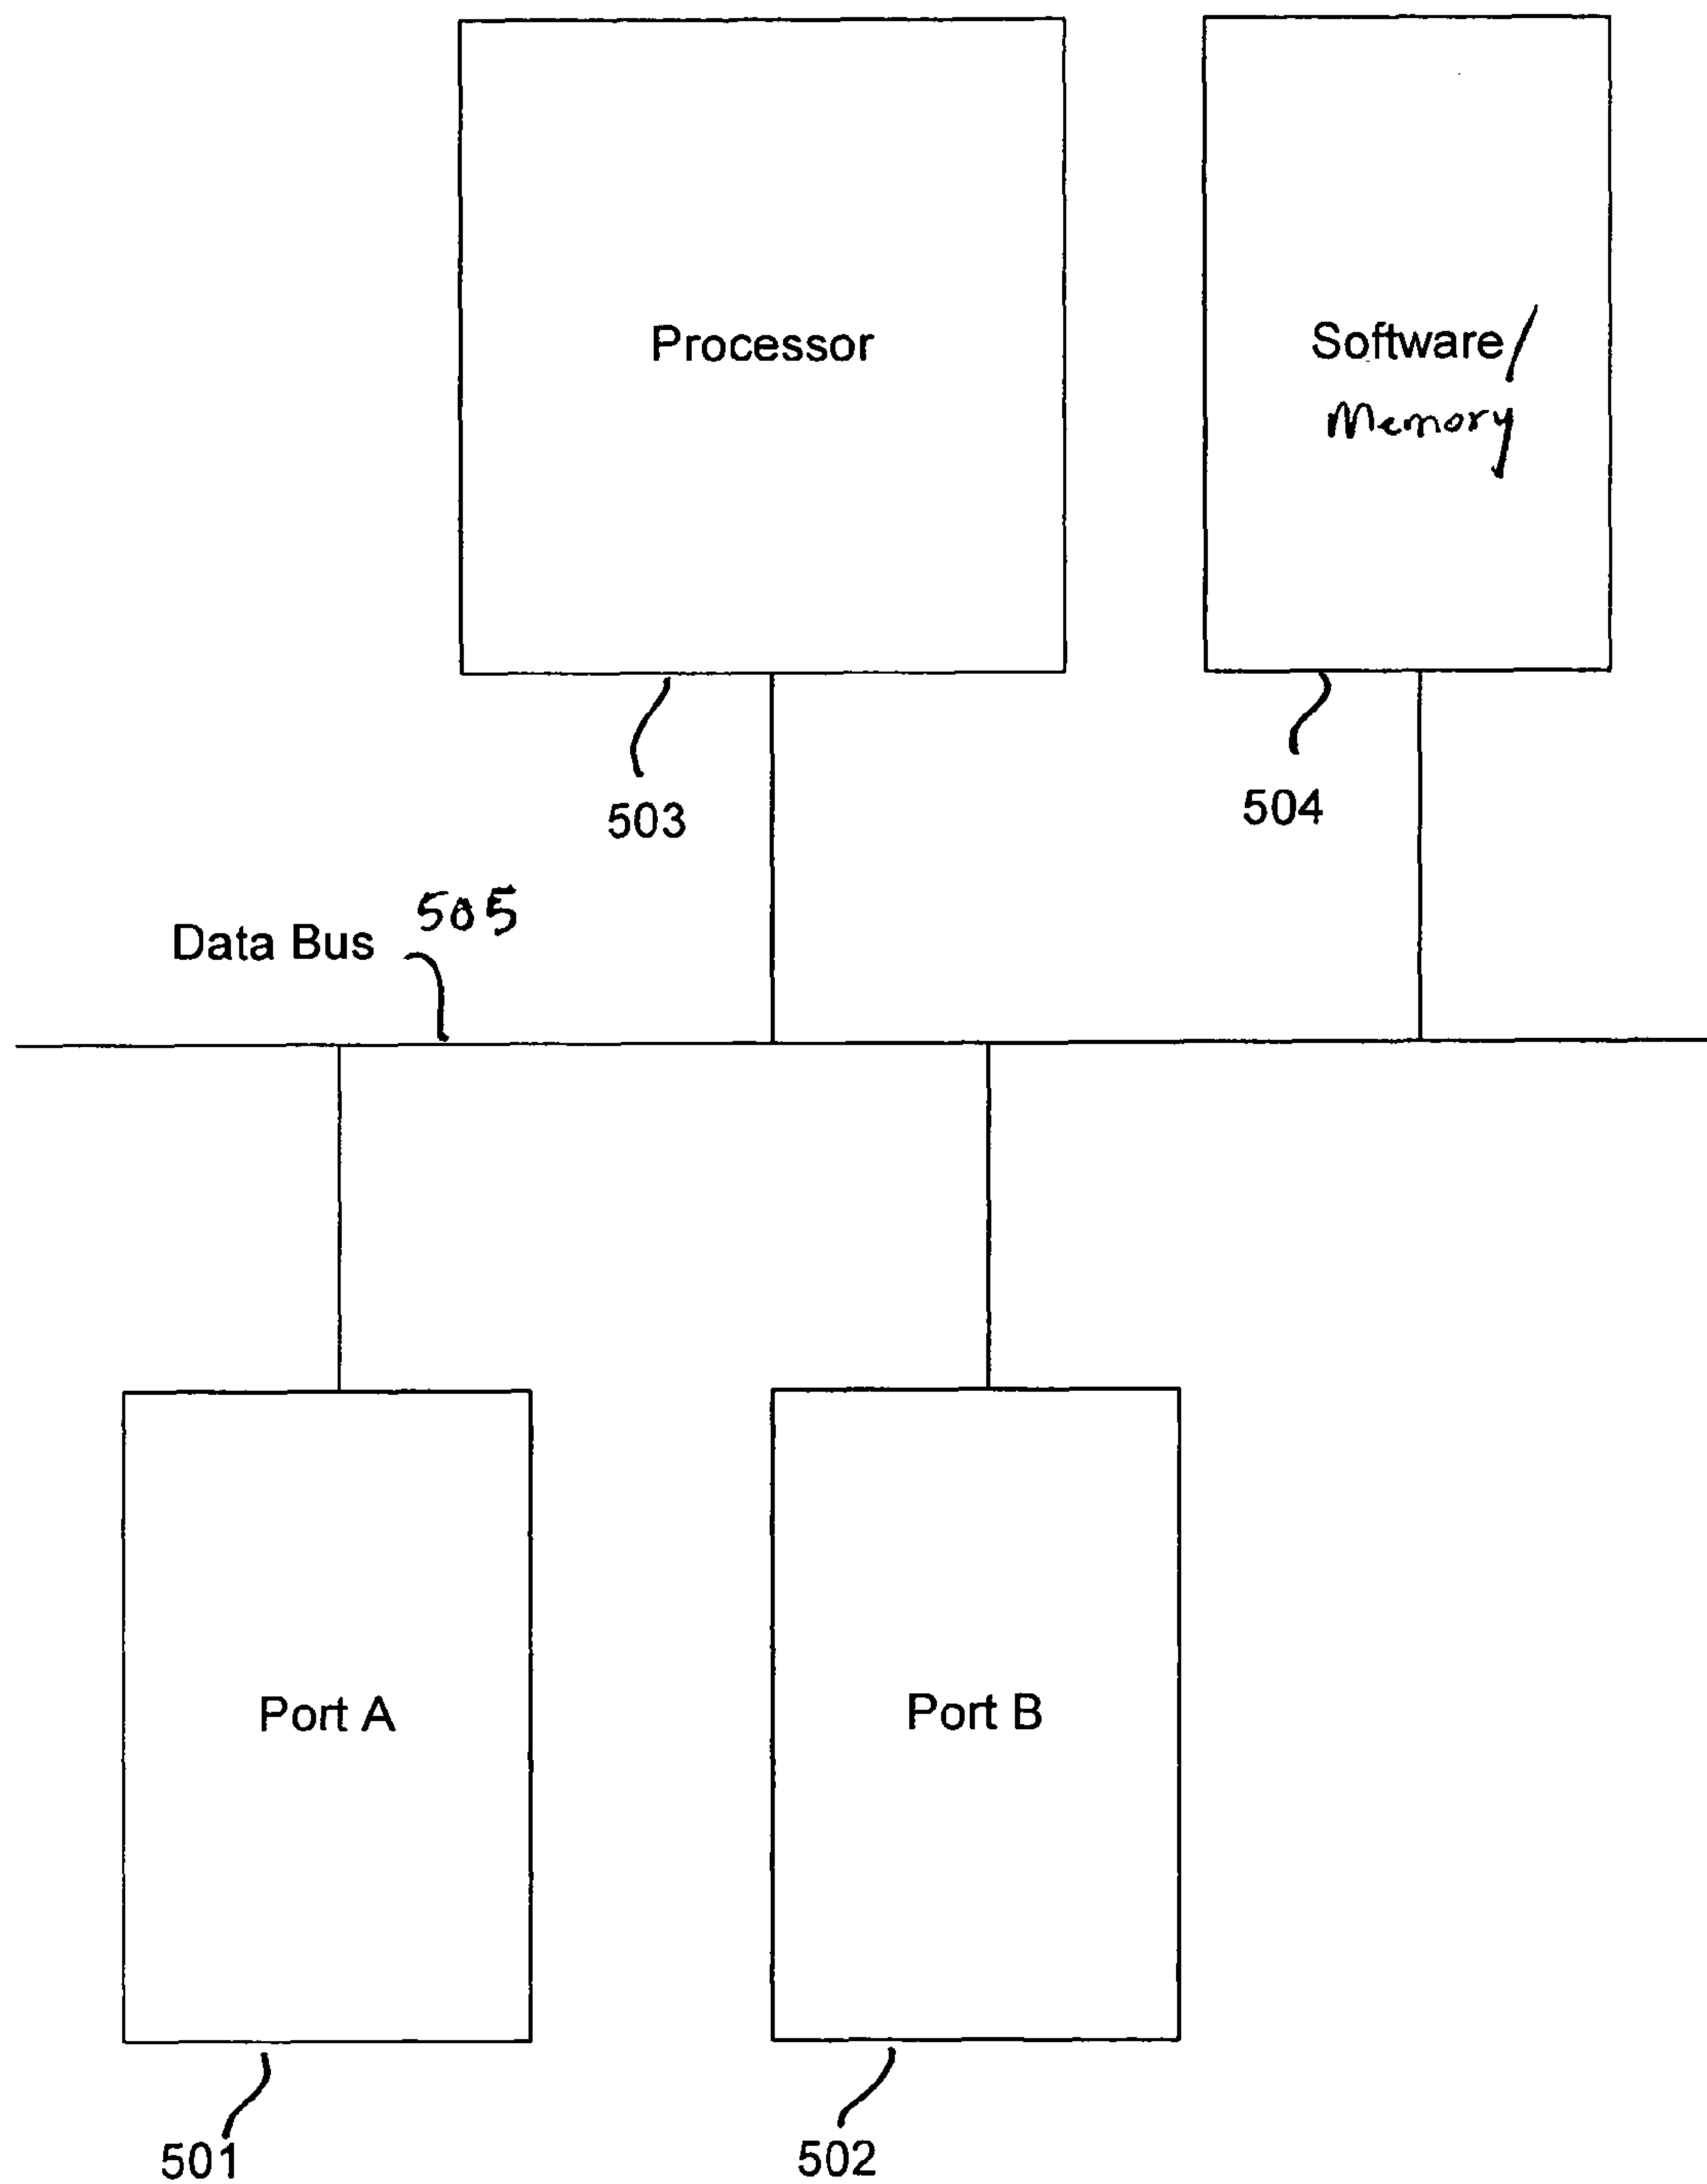 Processor
Software/
Memory
503
504
505
Data Bus
Port A
Port B
501
502